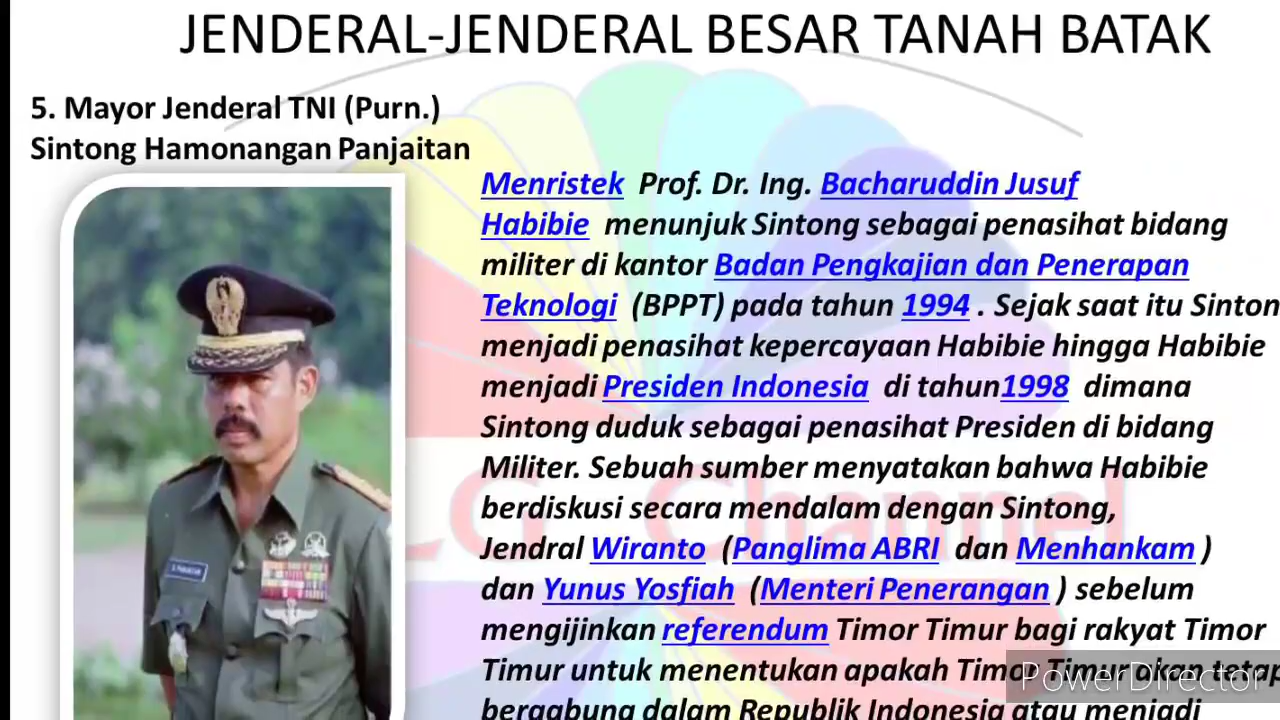 JENDERAL-JENDERAL BESAR TANAH BATAK
5. Mayor Jenderal TNI (Purn.)
Sintong Hamonangan Panjaitan
Menristek Prof. Dr. Ing. Bacharuddin Jusuf
Habibie menunjuk Sintong sebagai penasihat bidang
militer di kantor Badan Pengkajian dan Penerapan
Teknologi (BPPT) pada tahun 1994 . Sejak saat itu Sinton
menjadi penasihat kepercayaan Habibie hingga Habibie
menjadi Presiden Indonesia di tahun1998 dimana
Sintong duduk sebagai penasihat Presiden di bidang
Militer. Sebuah sumber menyatakan bahwa Habibie
berdiskusi secara mendalam dengan Sintong,
Jendral Wiranto (Panglima ABRI dan Menhankam )
dan Yunus Yosfiah (Menteri Penerangan ) sebelum
mengijinkan referendum Timor Timur bagi rakyat Timor
Timur untuk menentukan apakah Timor Timur akan tetap
bergabung dalam Republik Indonesia atau menjadi
Channel
PowerDirector